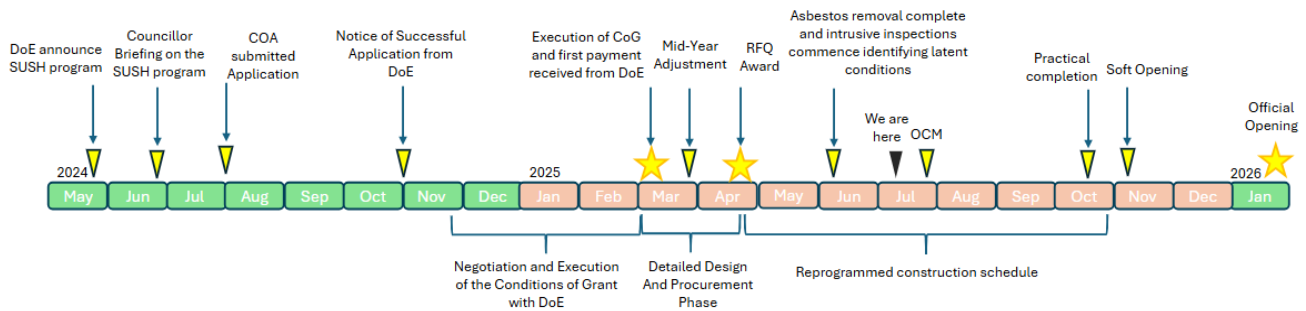 DoE announce
SUSH program
Councillor
Briefing on the
SUSH program
COA
submitted
Application
Notice of Successful
Application from
DoE
Execution of CoG
and first payment
received from DoE
Mid-Year
Adjustment
RFQ
Award
Asbestos removal complete
and intrusive inspections
commence identifying latent
conditions
We are
here
OCM
Practical
completion
Soft Opening
Official
Opening
2024
2025
2026
May
Jun
Jul
Aug
Sep
Oct
Nov
Dec
Jan
Feb
Mar
Apr
May
Jun
Jul
Aug
Sep
Oct
Nov
Dec
Jan
Negotiation and Execution
of the Conditions of Grant
with DoE
Detailed Design
And Procurement
Phase
Reprogrammed construction schedule